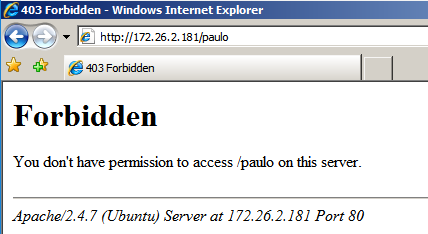 403 Forbidden - Windows Internet Explorer
http://172.26.2.181/paulo
403 Forbidden
Forbidden
You don't have permission to access /paulo on this server.
Apache/2.4.7 (Ubuntu) Server at 172.26.2.181 Port 80